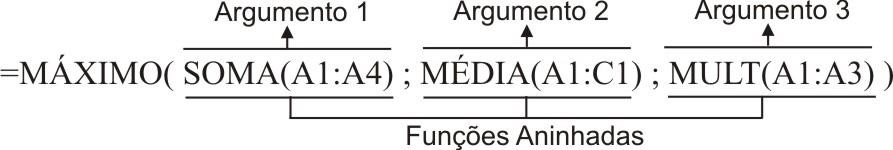 Argumento 1 Argumento 2 Argumento 3
=MÁXIMO( SOMA(A1:A4) ; MÉDIA(A1:C1) ; MULT(A1:A3) )
Funções Aninhadas